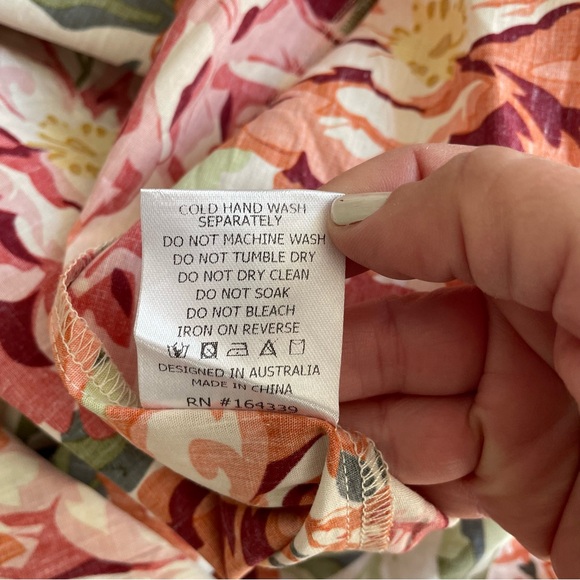 COLD HAND WASH
SEPARATELY
DO NOT MACHINE WASH
DO NOT TUMBLE DRY
DO NOT DRY CLEAN
DO NOT SOAK
DO NOT BLEACH
IRON ON REVERSE
DESIGNED IN AUSTRALIA
MADE IN CHINA
RN #164339